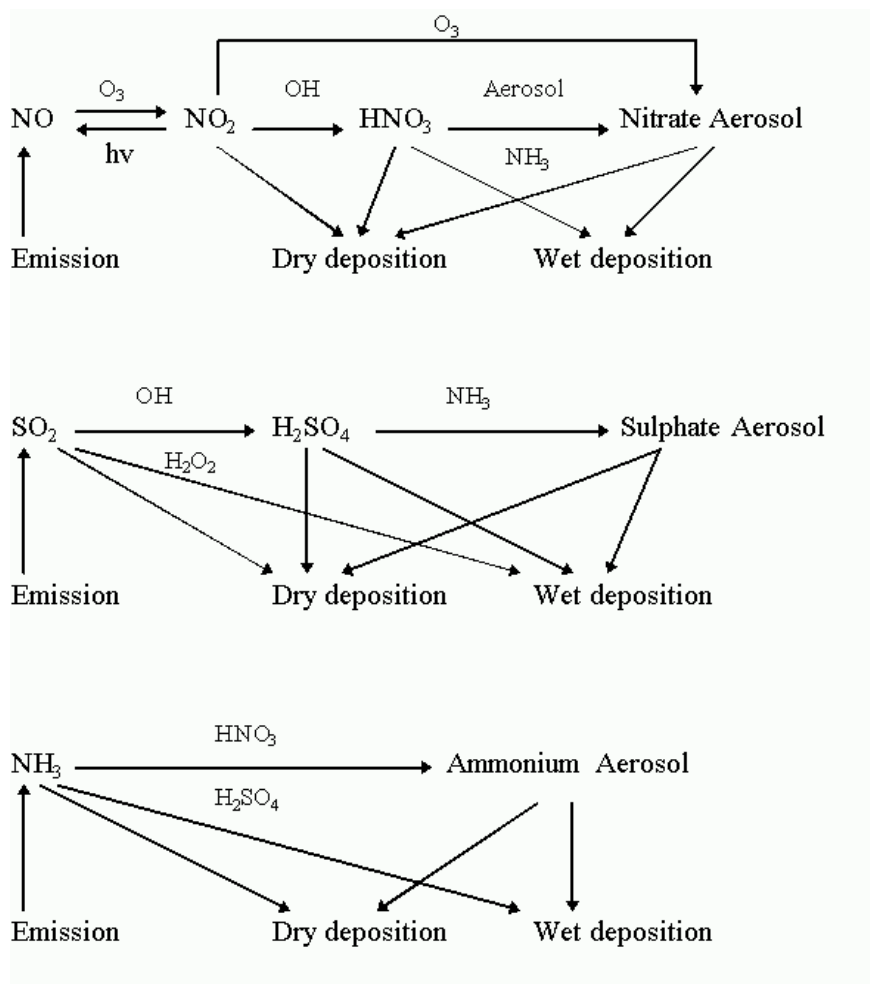 O₃
O₃ OH Aerosol
NO NO₂ HNO₃ Nitrate Aerosol
hv NH₃
Emission Dry deposition Wet deposition
OH NH₃
SO₂ H₂SO₄ Sulphate Aerosol
H₂O₂
Emission Dry deposition Wet deposition
HNO₃
NH₃ Ammonium Aerosol
H₂SO₄
Emission Dry deposition Wet deposition